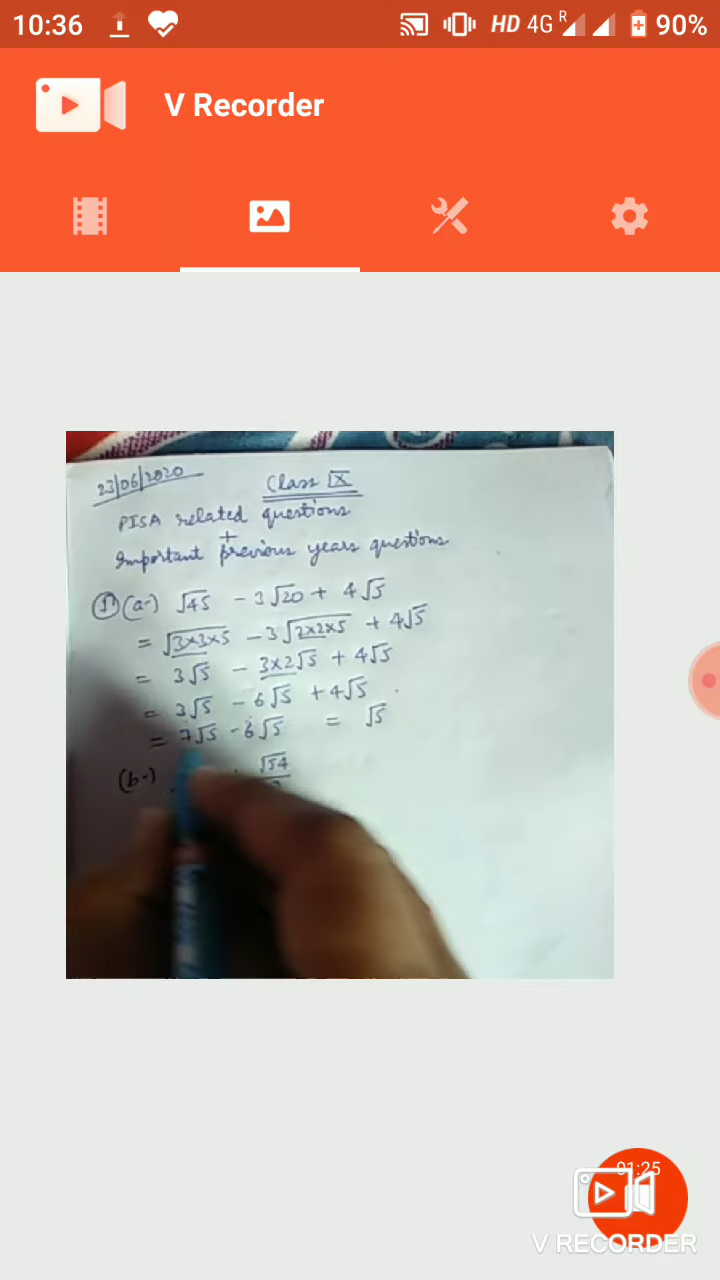 10:36 HD 4G R 90%
V Recorder
23/06/2020
Class IX
PISA related questions
+
Important previous years questions
1) (a-) √45 - 3√20 + 4√5
= √3×3×5 - 3√2×2×5 + 4√5
= 3√5 - 3×2√5 + 4√5
= 3√5 - 6√5 + 4√5
= 7√5 - 6√5 = √5
(b-) √54
01:25
V RECORDER